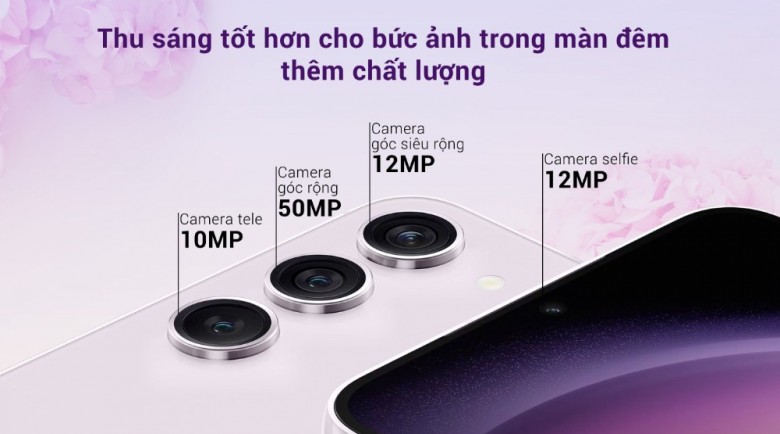 Thu sáng tốt hơn cho bức ảnh trong màn đêm
thêm chất lượng
Camera
góc siêu rộng
12MP
Camera selfie
12MP
Camera
góc rộng
50MP
Camera tele
10MP